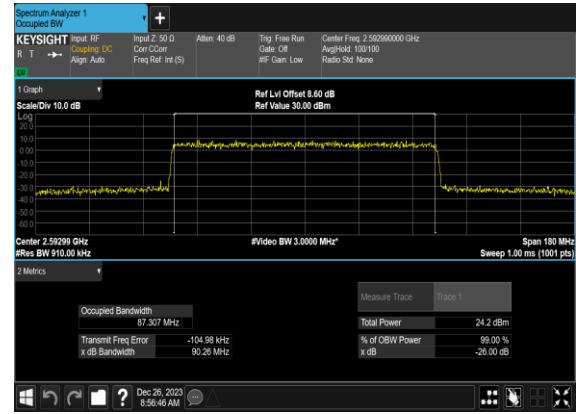 Spectrum Analyzer 1
Occupied BW
+
KEYSIGHT Input: RF Input Z: 50 Ω Atten: 40 dB Trig: Free Run Center Freq: 2.592990000 GHz
R T Coupling: DC Corr CCorr Gate: Off Avg|Hold: 100/100
Align: Auto Freq Ref: Int (S) #IF Gain: Low Radio Std: None
LU
1 Graph
Ref Lvl Offset 8.60 dB
Scale/Div 10.0 dB Ref Value 30.00 dBm
Log
20.0
10.0
0.00
-10.0
-20.0
-30.0
-40.0
-50.0
-60.0
Center 2.59299 GHz #Video BW 3.0000 MHz* Span 180 MHz
#Res BW 910.00 kHz Sweep 1.00 ms (1001 pts)
2 Metrics
Measure Trace Trace 1
Occupied Bandwidth
87.307 MHz Total Power 24.2 dBm
Transmit Freq Error -104.98 kHz % of OBW Power 99.00 %
x dB Bandwidth 90.26 MHz x dB -26.00 dB
? Dec 26, 2023
8:56:46 AM